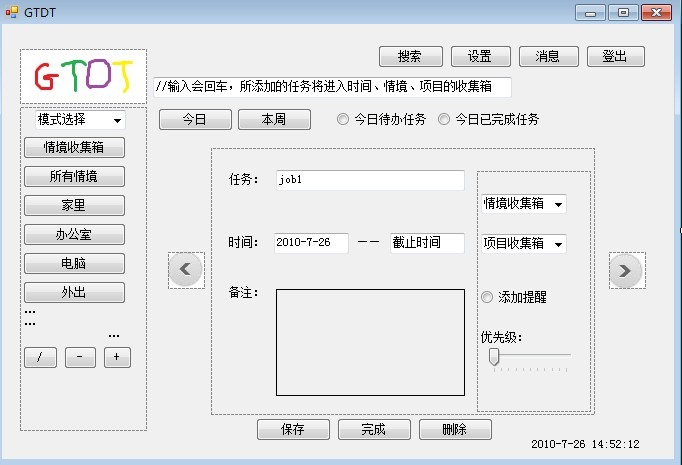 GTDT
搜索 设置 消息 登出
GTDT
//输入会回车，所添加的任务将进入时间、情境、项目的收集箱
模式选择
今日 本周 今日待办任务 今日已完成任务
情境收集箱
所有情境
家里
办公室
电脑
外出
...
...
...
/ - +
任务： job1
时间： 2010-7-26 —— 截止时间
备注：
情境收集箱
项目收集箱
添加提醒
优先级：
< >
保存 完成 删除
2010-7-26 14:52:12